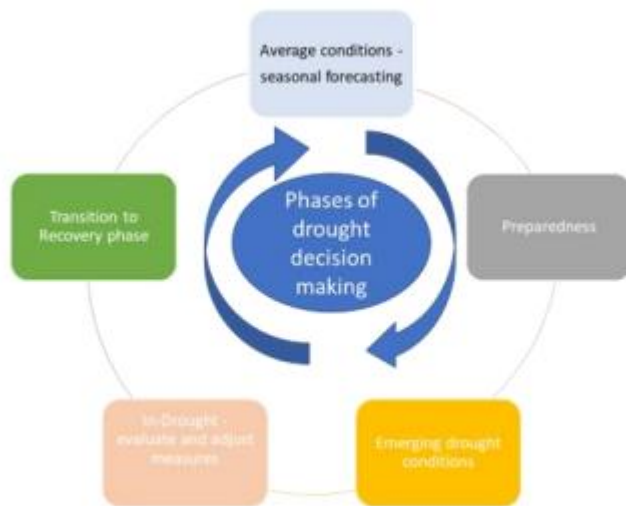 Average conditions -
seasonal forecasting
Phases of
drought
decision
making
Transition to
Recovery phase
Preparedness
In-Drought -
evaluate and adjust
measures
Emerging drought
conditions